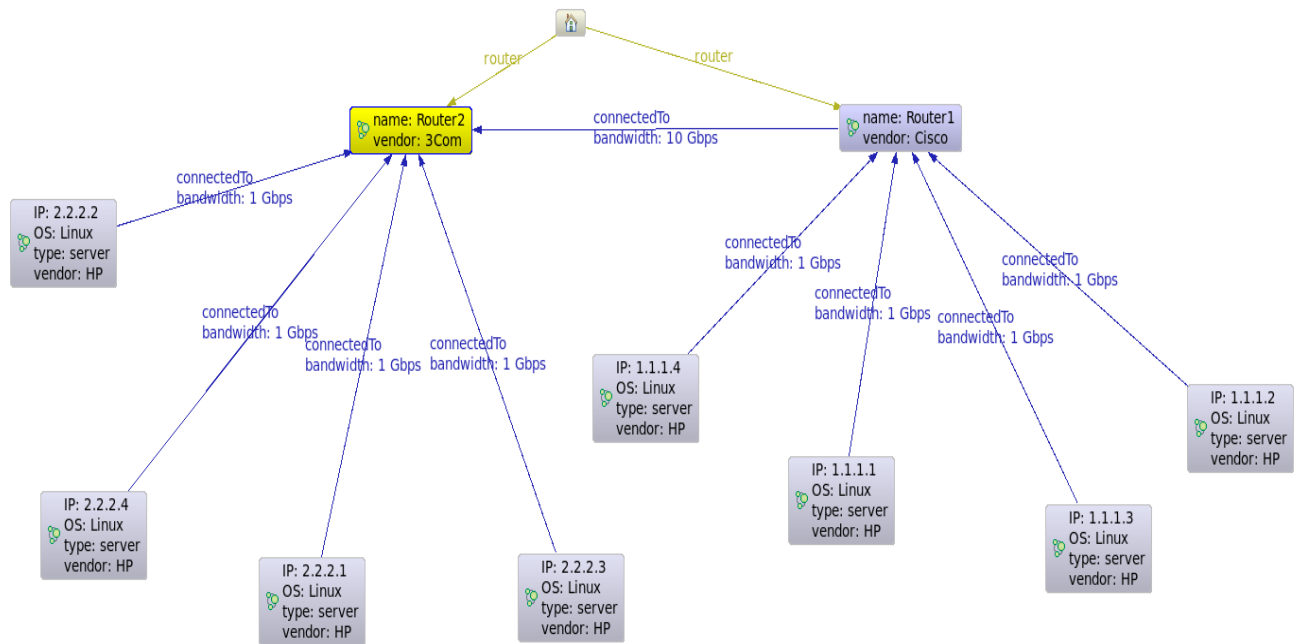 router
router
name: Router2
vendor: 3Com
connectedTo
bandwidth: 10 Gbps
name: Router1
vendor: Cisco
connectedTo
bandwidth: 1 Gbps
IP: 2.2.2.2
OS: Linux
type: server
vendor: HP
connectedTo
bandwidth: 1 Gbps
connectedTo
bandwidth: 1 Gbps
connectedTo
bandwidth: 1 Gbps
connectedTo
bandwidth: 1 Gbps
connectedTo
bandwidth: 1 Gbps
connectedTo
bandwidth: 1 Gbps
connectedTo
bandwidth: 1 Gbps
IP: 1.1.1.4
OS: Linux
type: server
vendor: HP
IP: 1.1.1.2
OS: Linux
type: server
vendor: HP
IP: 1.1.1.1
OS: Linux
type: server
vendor: HP
IP: 2.2.2.4
OS: Linux
type: server
vendor: HP
IP: 1.1.1.3
OS: Linux
type: server
vendor: HP
IP: 2.2.2.1
OS: Linux
type: server
vendor: HP
IP: 2.2.2.3
OS: Linux
type: server
vendor: HP